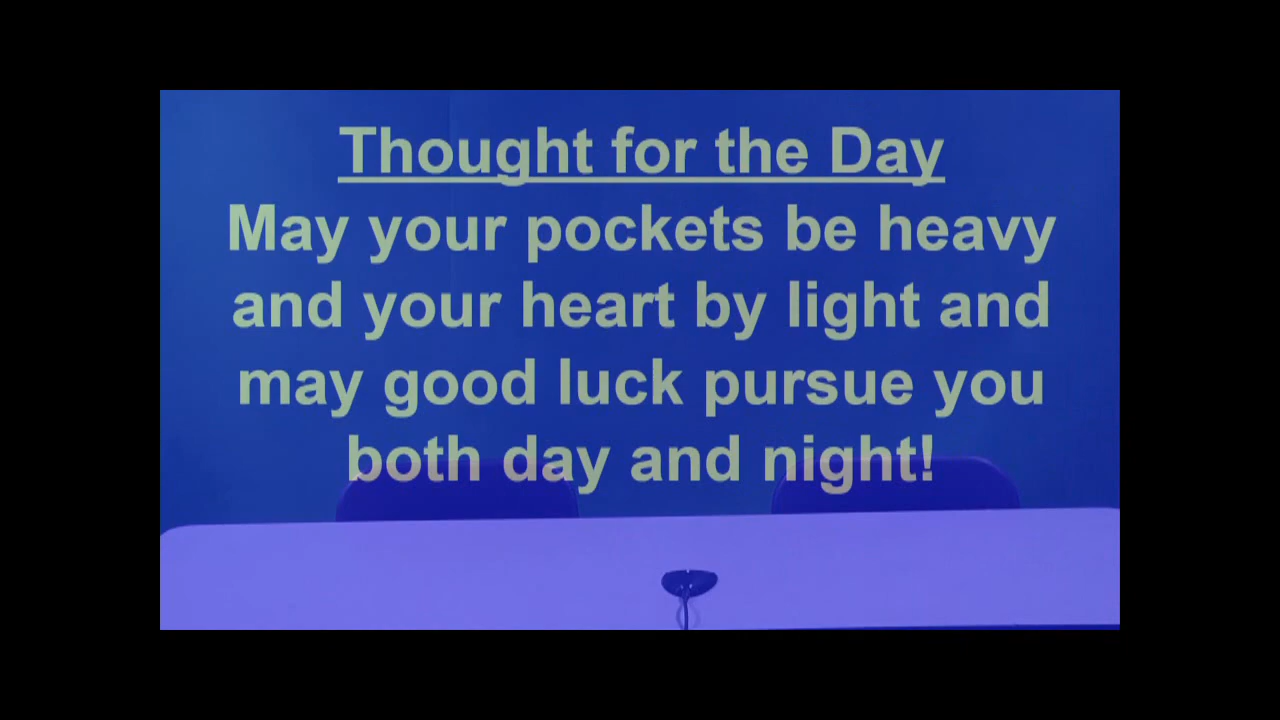 Thought for the Day
May your pockets be heavy
and your heart by light and
may good luck pursue you
both day and night!